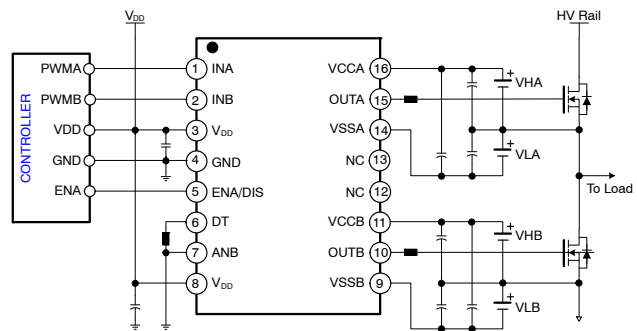 VDD
HV Rail
CONTROLLER
PWMA
PWMB
VDD
GND
ENA
1 INA
2 INB
3 VDD
4 GND
5 ENA/DIS
6 DT
7 ANB
8 VDD
VCCA 16
OUTA 15
VSSA 14
NC 13
NC 12
VCCB 11
OUTB 10
VSSB 9
+ VHA
+ VLA
To Load
+ VHB
+ VLB